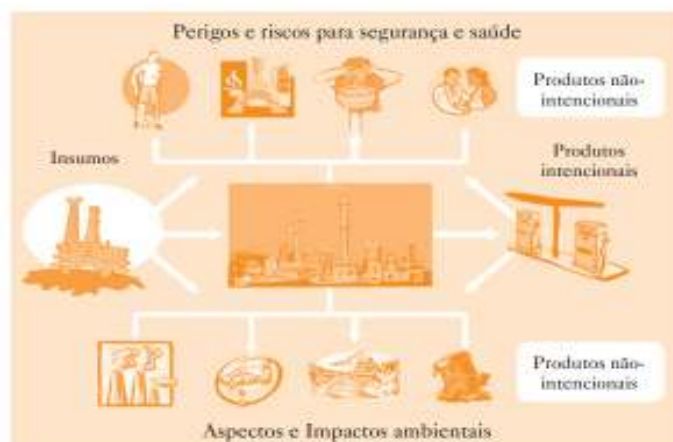 Perigos e riscos para segurança e saúde
Produtos não-
intencionais
Insumos
Produtos
intencionais
Produtos não-
intencionais
Aspectos e Impactos ambientais